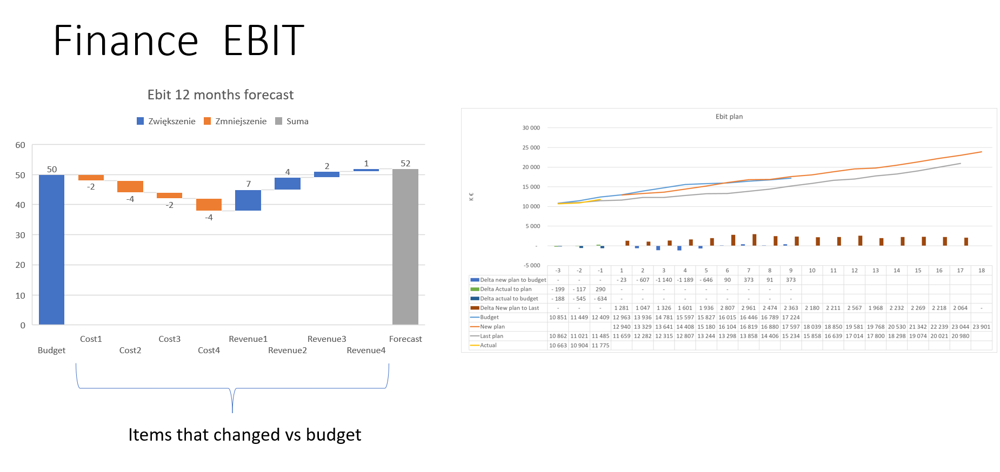 Finance EBIT
Ebit 12 months forecast
Zwiększenie Zmniejszenie Suma
60
50
40
30
20
10
0
50
-2
-4
-2
-4
7
4
2
1
52
Cost1 Cost3 Revenue1 Revenue3 Forecast
Budget Cost2 Cost4 Revenue2 Revenue4
Items that changed vs budget
Ebit plan
K €
30 000
25 000
20 000
15 000
10 000
5 000
-
-5 000
-3 -2 -1 1 2 3 4 5 6 7 8 9 10 11 12 13 14 15 16 17 18
Delta new plan to budget - - - - 23 - 607 -1 140 -1 189 - 646 90 373 91 373
Delta Actual to plan - 199 - 117 290 - - - - - - - - -
Delta actual to budget - 188 - 545 - 634 - - - - - - - - -
Delta New plan to Last - - - 1 281 1 047 1 326 1 601 1 936 2 807 2 961 2 474 2 363 2 180 2 211 2 567 1 968 2 232 2 269 2 218 2 064 -
Budget 10 851 11 449 12 409 12 963 13 936 14 781 15 597 15 827 16 015 16 446 16 789 17 224
New plan 12 940 13 329 13 641 14 408 15 180 16 104 16 819 16 880 17 597 18 039 18 850 19 581 19 768 20 530 21 342 22 239 23 044 23 901
Last plan 10 862 11 021 11 485 11 659 12 282 12 315 12 807 13 244 13 298 13 858 14 406 15 234 15 858 16 639 17 014 17 800 18 298 19 074 20 021 20 980
Actual 10 663 10 904 11 775